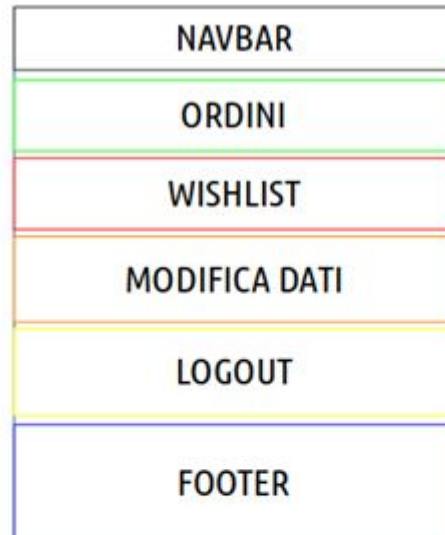 NAVBAR
ORDINI
WISHLIST
MODIFICA DATI
LOGOUT
FOOTER